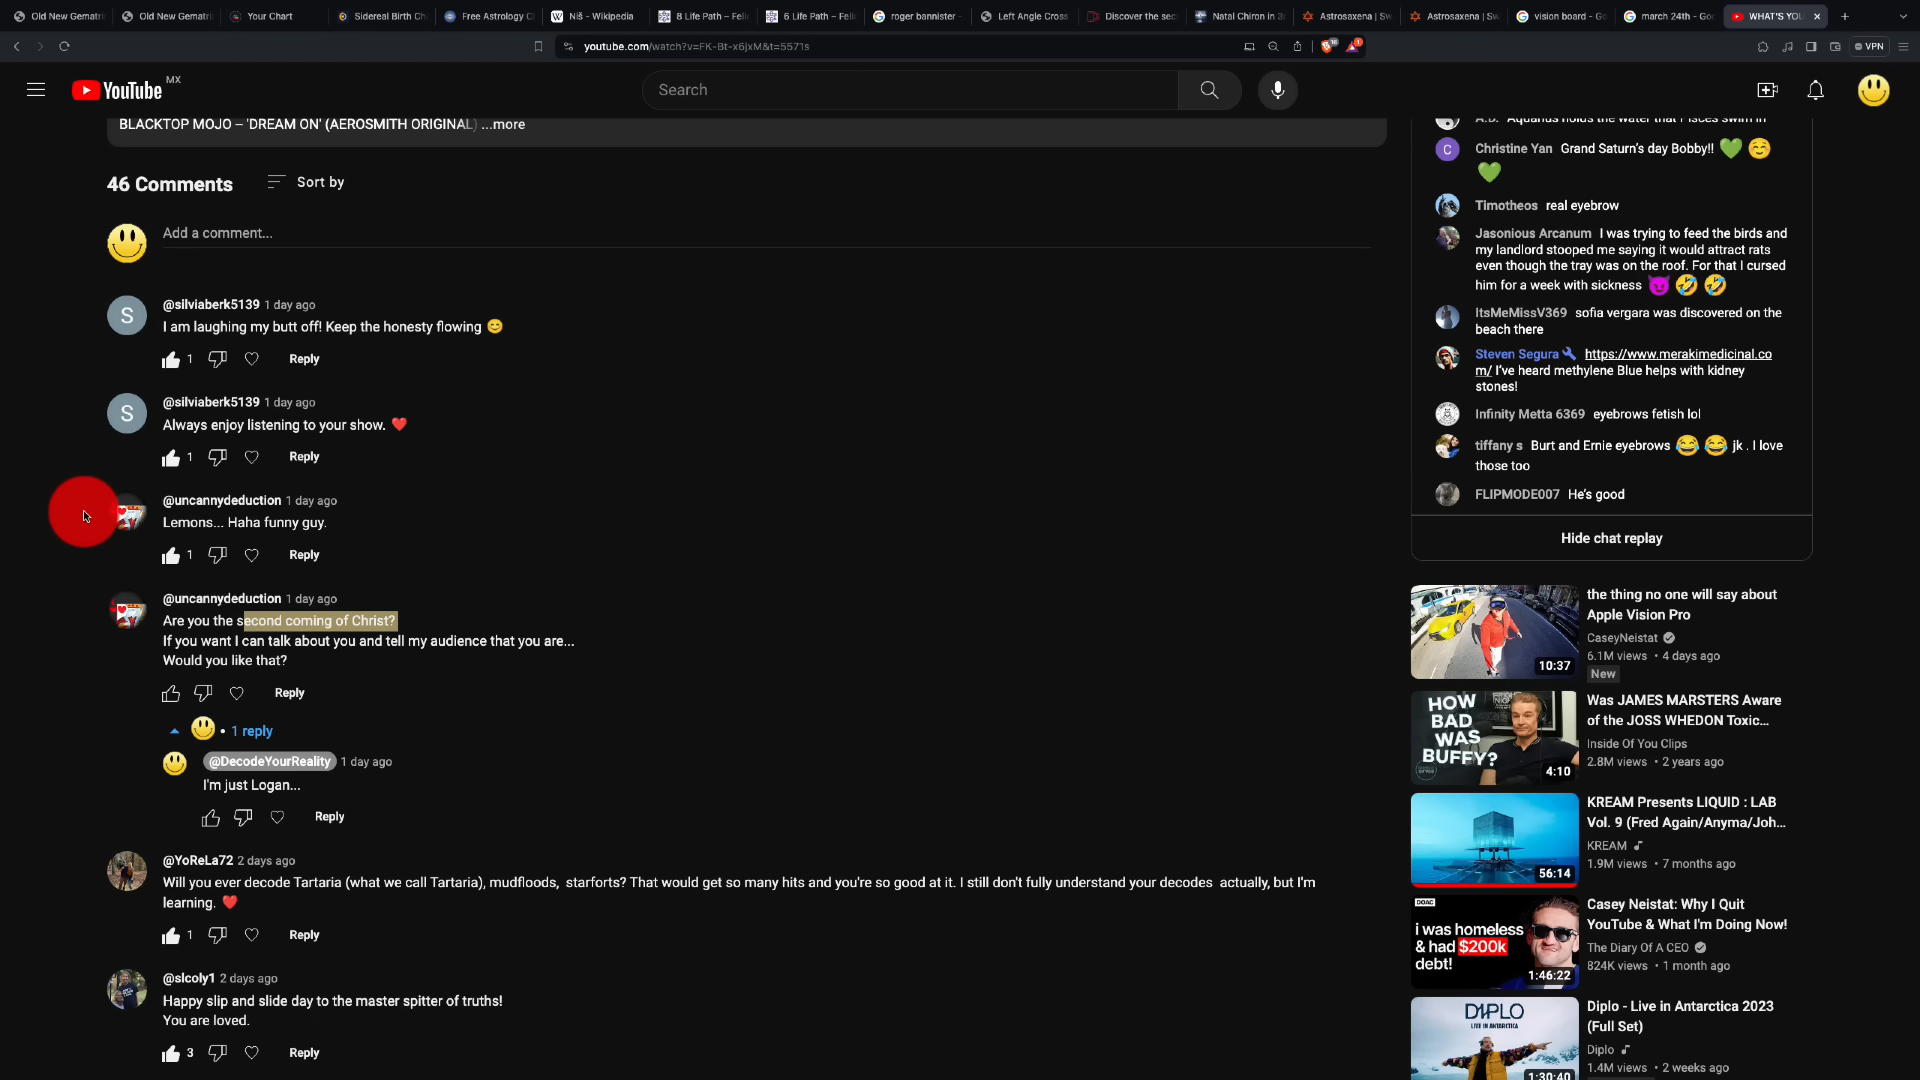 Old New Gematri
Old New Gematri
Your Chart
Sidereal Birth Ch
Free Astrology C
Niš - Wikipedia
8 Life Path – Feli
6 Life Path – Feli
roger bannister -
Left Angle Cross
Discover the sec
Natal Chiron in 3
Astrosaxena | Sw
Astrosaxena | Sw
vision board - Go
march 24th - Goo
WHAT'S YOU
youtube.com/watch?v=FK-Bt-x6jxM&t=5571s
VPN
YouTube MX
Search
BLACKTOP MOJO – 'DREAM ON' (AEROSMITH ORIGINAL) ...more
46 Comments
Sort by
Add a comment...
@silviaberk5139 1 day ago
I am laughing my butt off! Keep the honesty flowing 😊
1
Reply
@silviaberk5139 1 day ago
Always enjoy listening to your show. ❤️
1
Reply
@uncannydeduction 1 day ago
Lemons... Haha funny guy.
1
Reply
@uncannydeduction 1 day ago
Are you the second coming of Christ?
If you want I can talk about you and tell my audience that you are...
Would you like that?
Reply
• 1 reply
@DecodeYourReality 1 day ago
I'm just Logan...
Reply
@YoReLa72 2 days ago
Will you ever decode Tartaria (what we call Tartaria), mudfloods, starforts? That would get so many hits and you're so good at it. I still don't fully understand your decodes actually, but I'm
learning. ❤️
1
Reply
@slcoly1 2 days ago
Happy slip and slide day to the master spitter of truths!
You are loved.
3
Reply
A.D. Aquarius holds the water that Pisces swim in
Christine Yan Grand Saturn's day Bobby!! 💚 ☺️
💚
Timotheos real eyebrow
Jasonious Arcanum I was trying to feed the birds and
my landlord stooped me saying it would attract rats
even though the tray was on the roof. For that I cursed
him for a week with sickness 😈 🤣 🤣
ItsMeMissV369 sofia vergara was discovered on the
beach there
Steven Segura https://www.merakimedicinal.co
m/ I've heard methylene Blue helps with kidney
stones!
Infinity Metta 6369 eyebrows fetish lol
tiffany s Burt and Ernie eyebrows 😂 😂 jk . I love
those too
FLIPMODE007 He's good
Hide chat replay
10:37
the thing no one will say about
Apple Vision Pro
CaseyNeistat
6.1M views • 4 days ago
New
HOW
BAD
WAS
BUFFY?
4:10
Was JAMES MARSTERS Aware
of the JOSS WHEDON Toxic...
Inside Of You Clips
2.8M views • 2 years ago
56:14
KREAM Presents LIQUID : LAB
Vol. 9 (Fred Again/Anyma/Joh...
KREAM
1.9M views • 7 months ago
DOAC
i was homeless
& had $200k
debt!
1:46:22
Casey Neistat: Why I Quit
YouTube & What I'm Doing Now!
The Diary Of A CEO
824K views • 1 month ago
DIPLO
LIVE IN ANTARCTICA
1:30:40
Diplo - Live in Antarctica 2023
(Full Set)
Diplo
1.4M views • 2 weeks ago